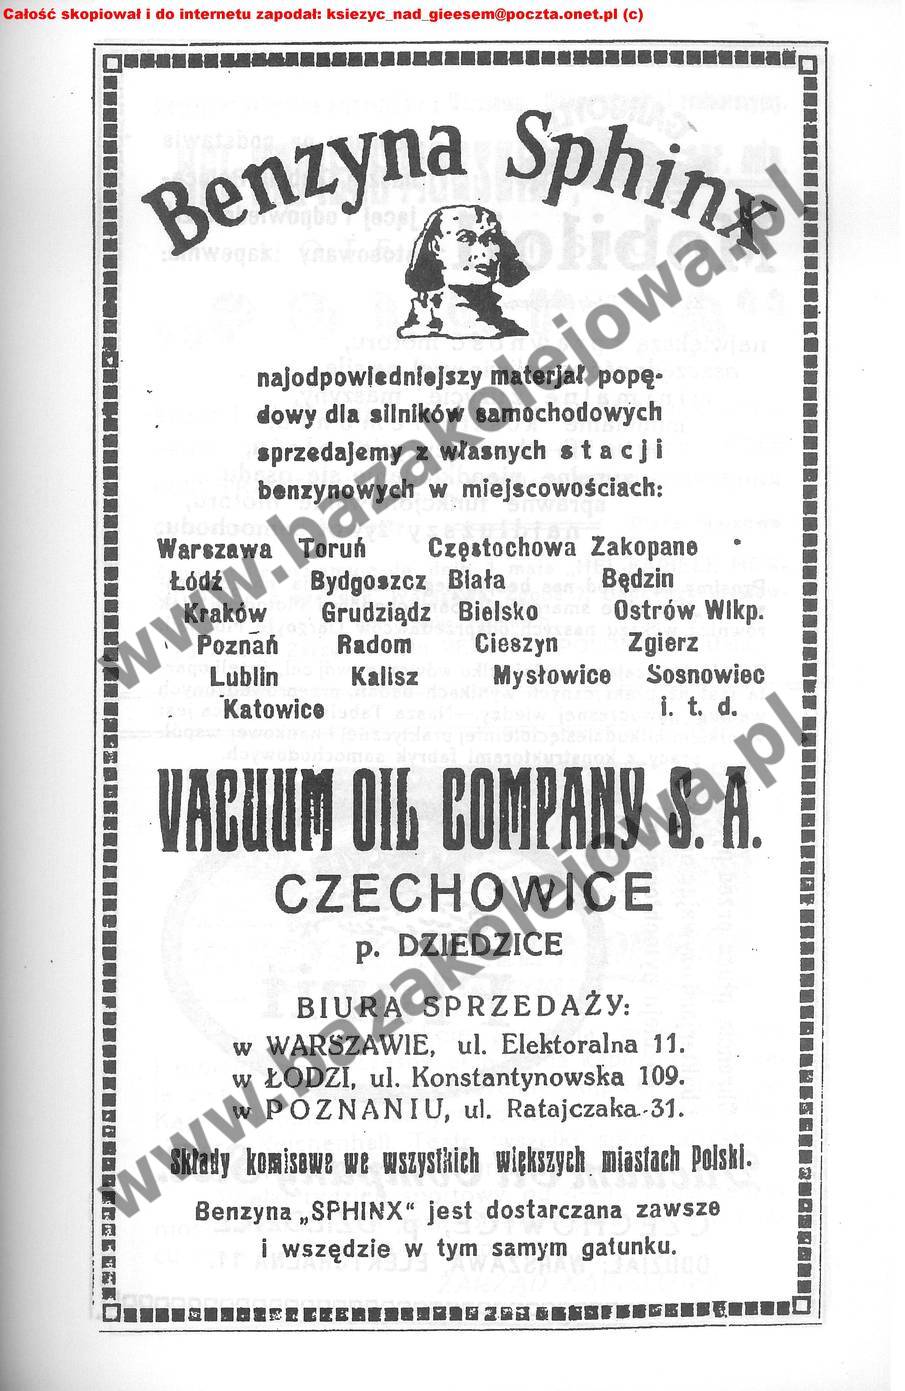 Całość skopiował i do internetu zapodał: ksiezyc_nad_gieesem@poczta.onet.pl (c)
Benzyna Sphinx
najodpowiedniejszy materjał popę-
dowy dla silników samochodowych
sprzedajemy z własnych stacji
benzynowych w miejscowościach:
Warszawa Toruń Częstochowa Zakopane
Łódź Bydgoszcz Biała Będzin
Kraków Grudziądz Bielsko Ostrów Wlkp.
Poznań Radom Cieszyn Zgierz
Lublin Kalisz Mysłowice Sosnowiec
Katowice i. t. d.
VACUUM OIL COMPANY S. A.
CZECHOWICE
p. DZIEDZICE
BIURA SPRZEDAŻY:
w WARSZAWIE, ul. Elektoralna 11.
w ŁODZI, ul. Konstantynowska 109.
w POZNANIU, ul. Ratajczaka 31.
Składy komisowe we wszystkich większych miastach Polski.
Benzyna „SPHINX“ jest dostarczana zawsze
i wszędzie w tym samym gatunku.
www.bazakolejowa.pl
www.bazakolejowa.pl